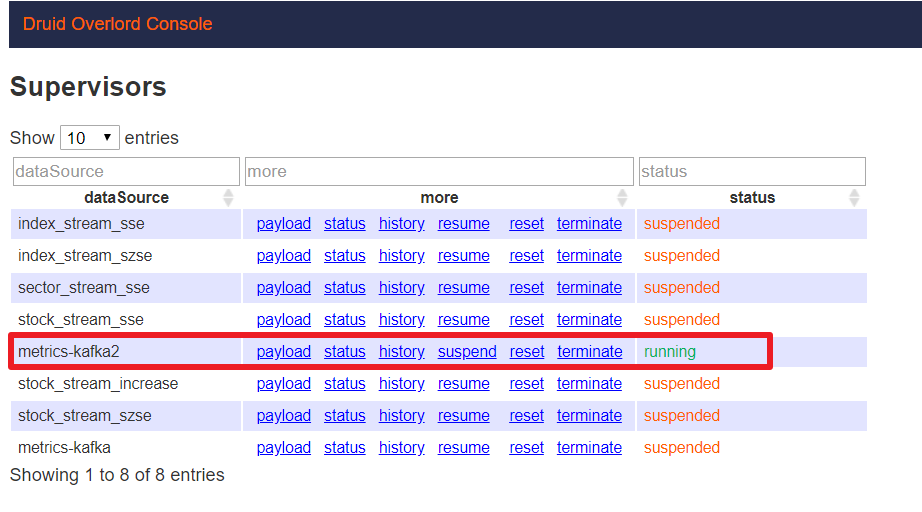 Druid Overlord Console
Supervisors
Show 10 entries
dataSource more status
dataSource more status
index_stream_sse payload status history resume reset terminate suspended
index_stream_szse payload status history resume reset terminate suspended
sector_stream_sse payload status history resume reset terminate suspended
stock_stream_sse payload status history resume reset terminate suspended
metrics-kafka2 payload status history suspend reset terminate running
stock_stream_increase payload status history resume reset terminate suspended
stock_stream_szse payload status history resume reset terminate suspended
metrics-kafka payload status history resume reset terminate suspended
Showing 1 to 8 of 8 entries